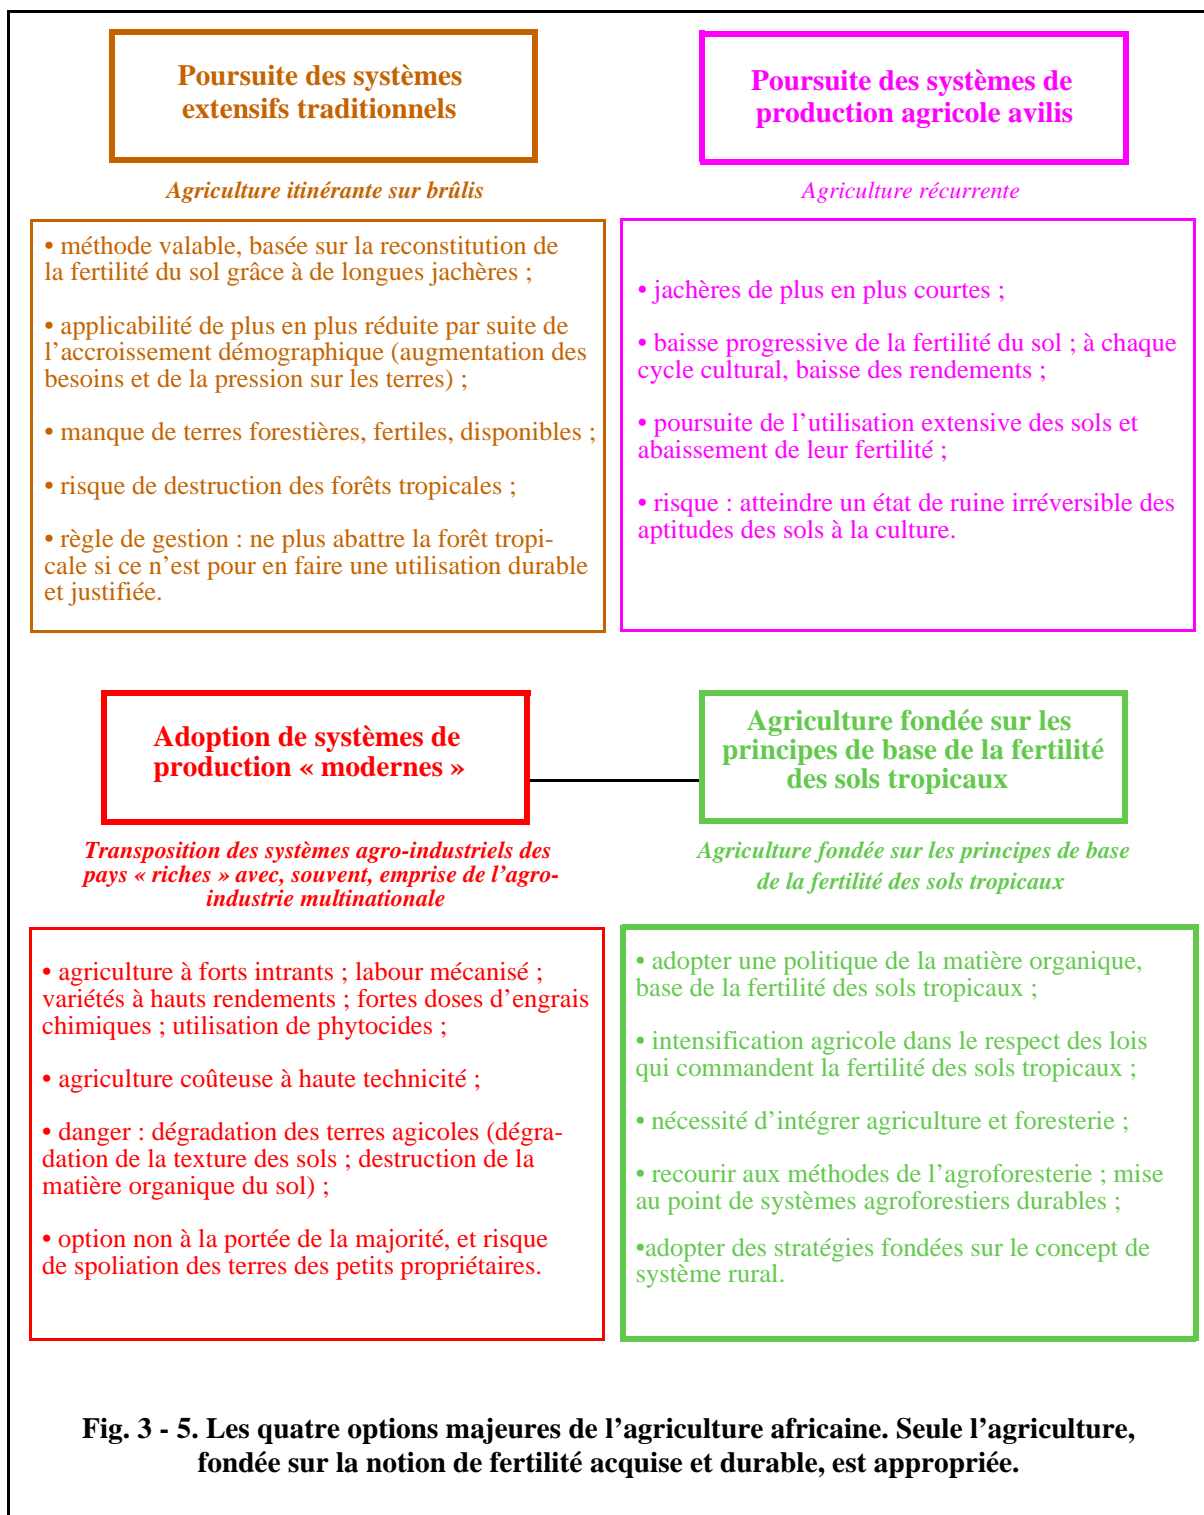 Poursuite des systèmes
extensifs traditionnels
Agriculture itinérante sur brûlis
• méthode valable, basée sur la reconstitution de
la fertilité du sol grâce à de longues jachères ;
• applicabilité de plus en plus réduite par suite de
l’accroissement démographique (augmentation des
besoins et de la pression sur les terres) ;
• manque de terres forestières, fertiles, disponibles ;
• risque de destruction des forêts tropicales ;
• règle de gestion : ne plus abattre la forêt tropi-
cale si ce n’est pour en faire une utilisation durable
et justifiée.
Poursuite des systèmes de
production agricole avilis
Agriculture récurrente
• jachères de plus en plus courtes ;
• baisse progressive de la fertilité du sol ; à chaque
cycle cultural, baisse des rendements ;
• poursuite de l’utilisation extensive des sols et
abaissement de leur fertilité ;
• risque : atteindre un état de ruine irréversible des
aptitudes des sols à la culture.
Adoption de systèmes de
production « modernes »
Transposition des systèmes agro-industriels des
pays « riches » avec, souvent, emprise de l’agro-
industrie multinationale
• agriculture à forts intrants ; labour mécanisé ;
variétés à hauts rendements ; fortes doses d’engrais
chimiques ; utilisation de phytocides ;
• agriculture coûteuse à haute technicité ;
• danger : dégradation des terres agicoles (dégra-
dation de la texture des sols ; destruction de la
matière organique du sol) ;
• option non à la portée de la majorité, et risque
de spoliation des terres des petits propriétaires.
Agriculture fondée sur les
principes de base de la fertilité
des sols tropicaux
Agriculture fondée sur les principes de base
de la fertilité des sols tropicaux
• adopter une politique de la matière organique,
base de la fertilité des sols tropicaux ;
• intensification agricole dans le respect des lois
qui commandent la fertilité des sols tropicaux ;
• nécessité d’intégrer agriculture et foresterie ;
• recourir aux méthodes de l’agroforesterie ; mise
au point de systèmes agroforestiers durables ;
•adopter des stratégies fondées sur le concept de
système rural.
Fig. 3 - 5. Les quatre options majeures de l’agriculture africaine. Seule l’agriculture,
fondée sur la notion de fertilité acquise et durable, est appropriée.